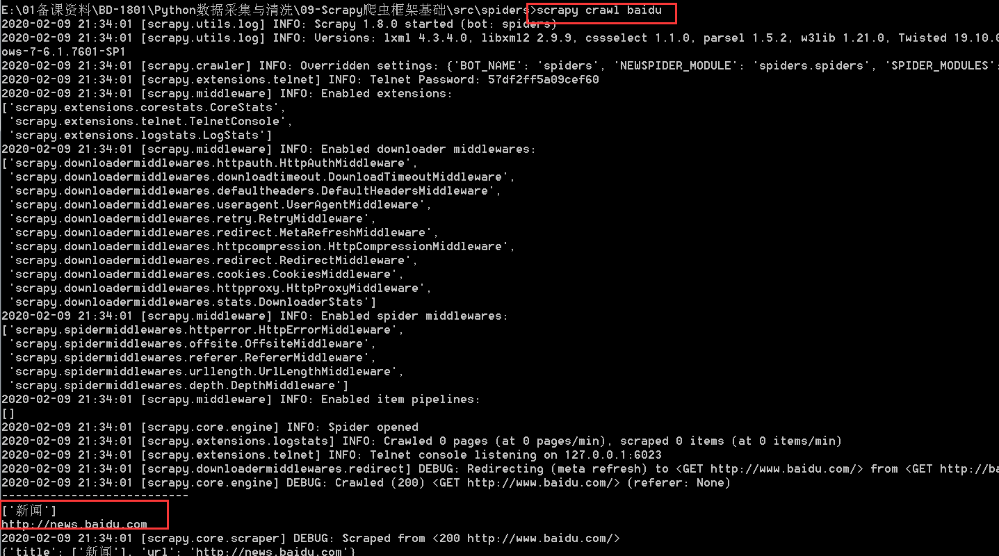 E:\01备课资料\BD-1801\Python数据采集与清洗\09-Scrapy爬虫框架基础\src\spiders>scrapy crawl baidu
2020-02-09 21:34:01 [scrapy.utils.log] INFO: Scrapy 1.8.0 started (bot: spiders)
2020-02-09 21:34:01 [scrapy.utils.log] INFO: Versions: lxml 4.3.4.0, libxml2 2.9.9, cssselect 1.1.0, parsel 1.5.2, w3lib 1.21.0, Twisted 19.10.0
ows-7-6.1.7601-SP1
2020-02-09 21:34:01 [scrapy.crawler] INFO: Overridden settings: {'BOT_NAME': 'spiders', 'NEWSPIDER_MODULE': 'spiders.spiders', 'SPIDER_MODULES':
2020-02-09 21:34:01 [scrapy.extensions.telnet] INFO: Telnet Password: 57df2ff5a09cef60
2020-02-09 21:34:01 [scrapy.middleware] INFO: Enabled extensions:
['scrapy.extensions.corestats.CoreStats',
 'scrapy.extensions.telnet.TelnetConsole',
 'scrapy.extensions.logstats.LogStats']
2020-02-09 21:34:01 [scrapy.middleware] INFO: Enabled downloader middlewares:
['scrapy.downloadermiddlewares.httpauth.HttpAuthMiddleware',
 'scrapy.downloadermiddlewares.downloadtimeout.DownloadTimeoutMiddleware',
 'scrapy.downloadermiddlewares.defaultheaders.DefaultHeadersMiddleware',
 'scrapy.downloadermiddlewares.useragent.UserAgentMiddleware',
 'scrapy.downloadermiddlewares.retry.RetryMiddleware',
 'scrapy.downloadermiddlewares.redirect.MetaRefreshMiddleware',
 'scrapy.downloadermiddlewares.httpcompression.HttpCompressionMiddleware',
 'scrapy.downloadermiddlewares.redirect.RedirectMiddleware',
 'scrapy.downloadermiddlewares.cookies.CookiesMiddleware',
 'scrapy.downloadermiddlewares.httpproxy.HttpProxyMiddleware',
 'scrapy.downloadermiddlewares.stats.DownloaderStats']
2020-02-09 21:34:01 [scrapy.middleware] INFO: Enabled spider middlewares:
['scrapy.spidermiddlewares.httperror.HttpErrorMiddleware',
 'scrapy.spidermiddlewares.offsite.OffsiteMiddleware',
 'scrapy.spidermiddlewares.referer.RefererMiddleware',
 'scrapy.spidermiddlewares.urllength.UrlLengthMiddleware',
 'scrapy.spidermiddlewares.depth.DepthMiddleware']
2020-02-09 21:34:01 [scrapy.middleware] INFO: Enabled item pipelines:
[]
2020-02-09 21:34:01 [scrapy.core.engine] INFO: Spider opened
2020-02-09 21:34:01 [scrapy.extensions.logstats] INFO: Crawled 0 pages (at 0 pages/min), scraped 0 items (at 0 items/min)
2020-02-09 21:34:01 [scrapy.extensions.telnet] INFO: Telnet console listening on 127.0.0.1:6023
2020-02-09 21:34:01 [scrapy.downloadermiddlewares.redirect] DEBUG: Redirecting (meta refresh) to <GET http://www.baidu.com/> from <GET http://ba
2020-02-09 21:34:01 [scrapy.core.engine] DEBUG: Crawled (200) <GET http://www.baidu.com/> (referer: None)
---------------------------
['新闻']
http://news.baidu.com
2020-02-09 21:34:01 [scrapy.core.scraper] DEBUG: Scraped from <200 http://www.baidu.com/>
{'title': ['新闻'], 'url': 'http://news.baidu.com'}